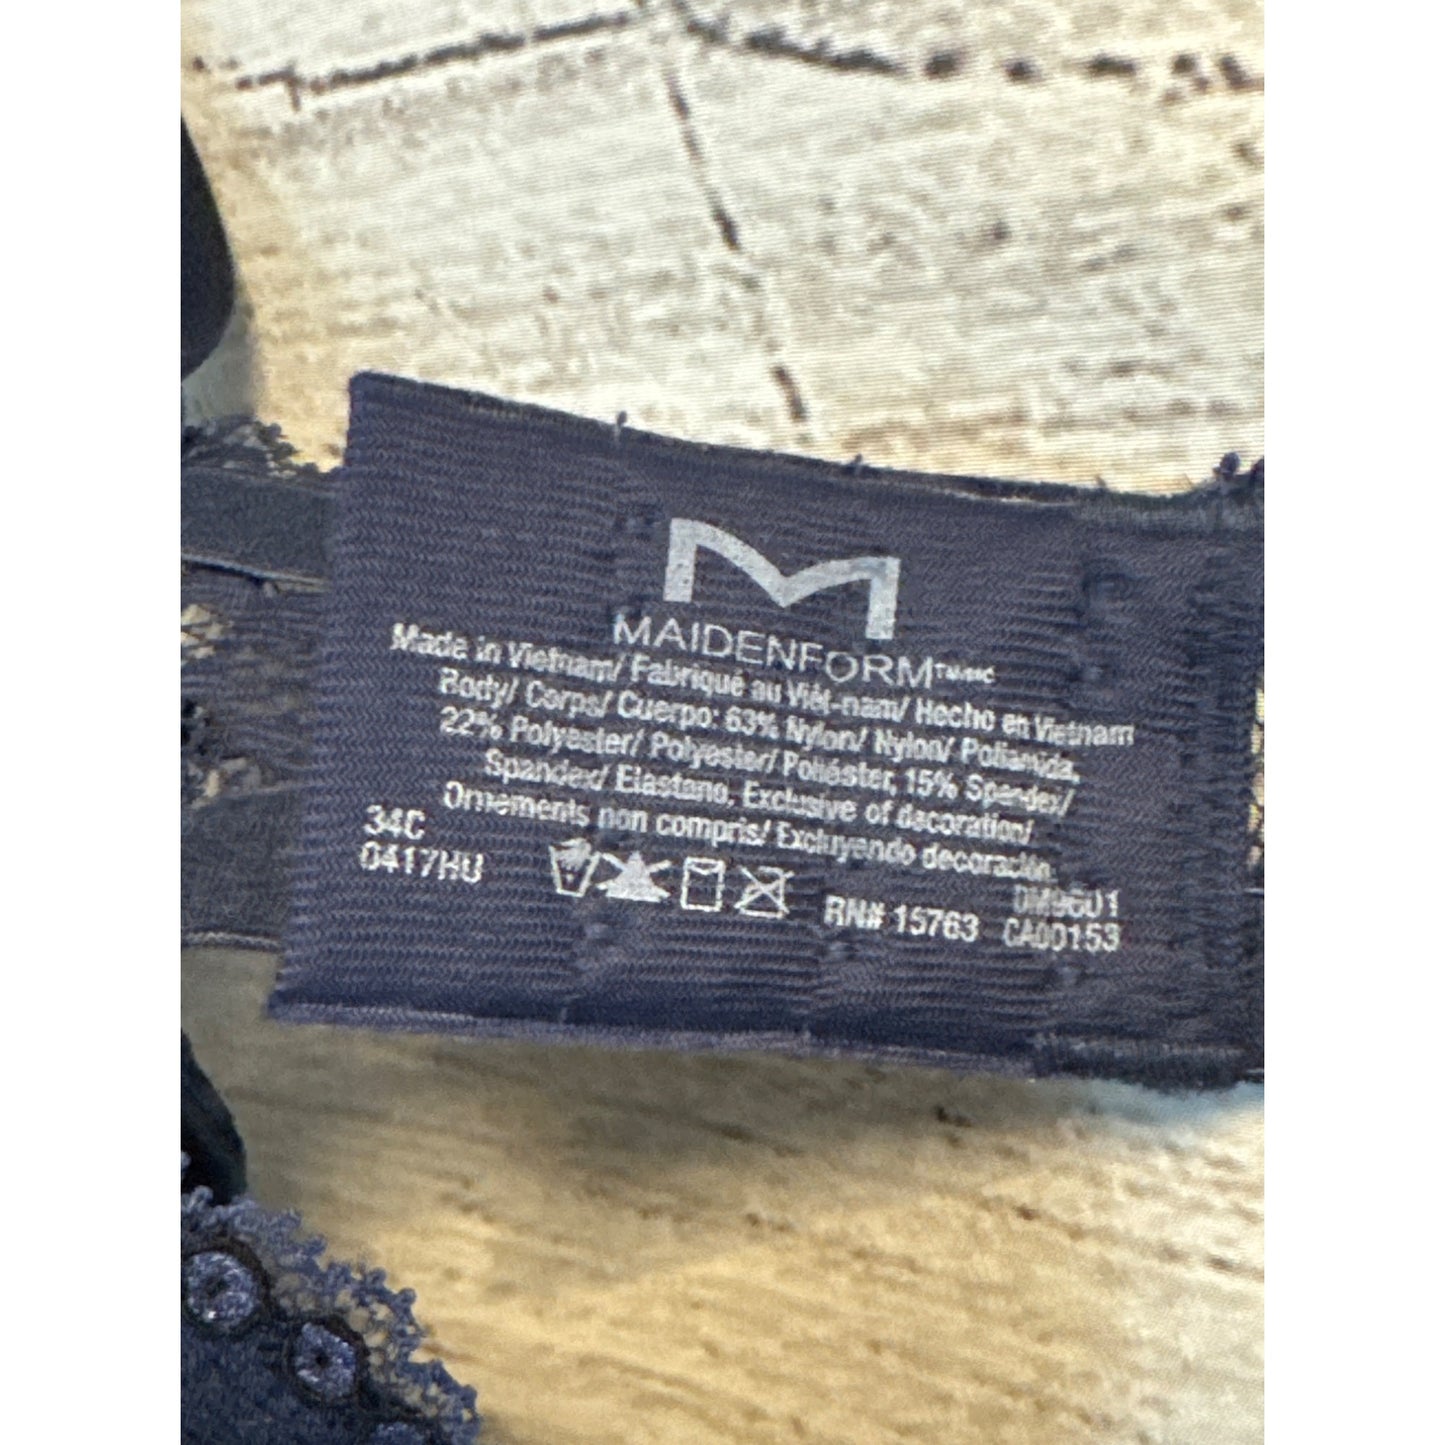 M
MAIDENFORM TM/MC
Made in Vietnam/ Fabriqué au Viêt-nam/ Hecho en Vietnam
Body/ Corps/ Cuerpo: 63% Nylon/ Nylon/ Poliamida,
22% Polyester/ Polyester/ Poliéster, 15% Spandex/
Spandex/ Elastano, Exclusive of decoration/
Ornements non compris/ Excluyendo decoración.
34C
0417HU
RN# 15763
CA00153